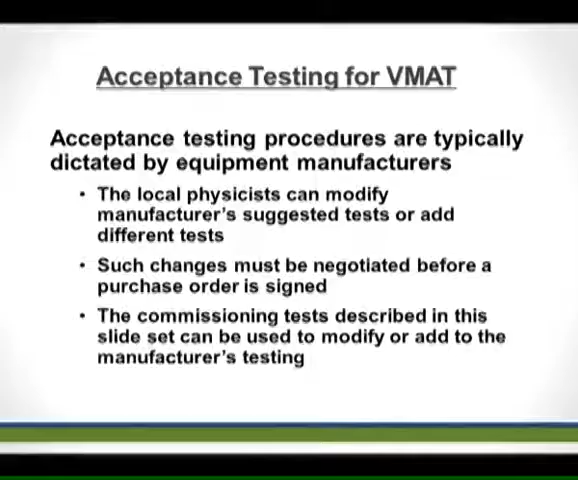 Acceptance Testing for VMAT
Acceptance testing procedures are typically
dictated by equipment manufacturers
• The local physicists can modify
manufacturer's suggested tests or add
different tests
• Such changes must be negotiated before a
purchase order is signed
• The commissioning tests described in this
slide set can be used to modify or add to the
manufacturer's testing